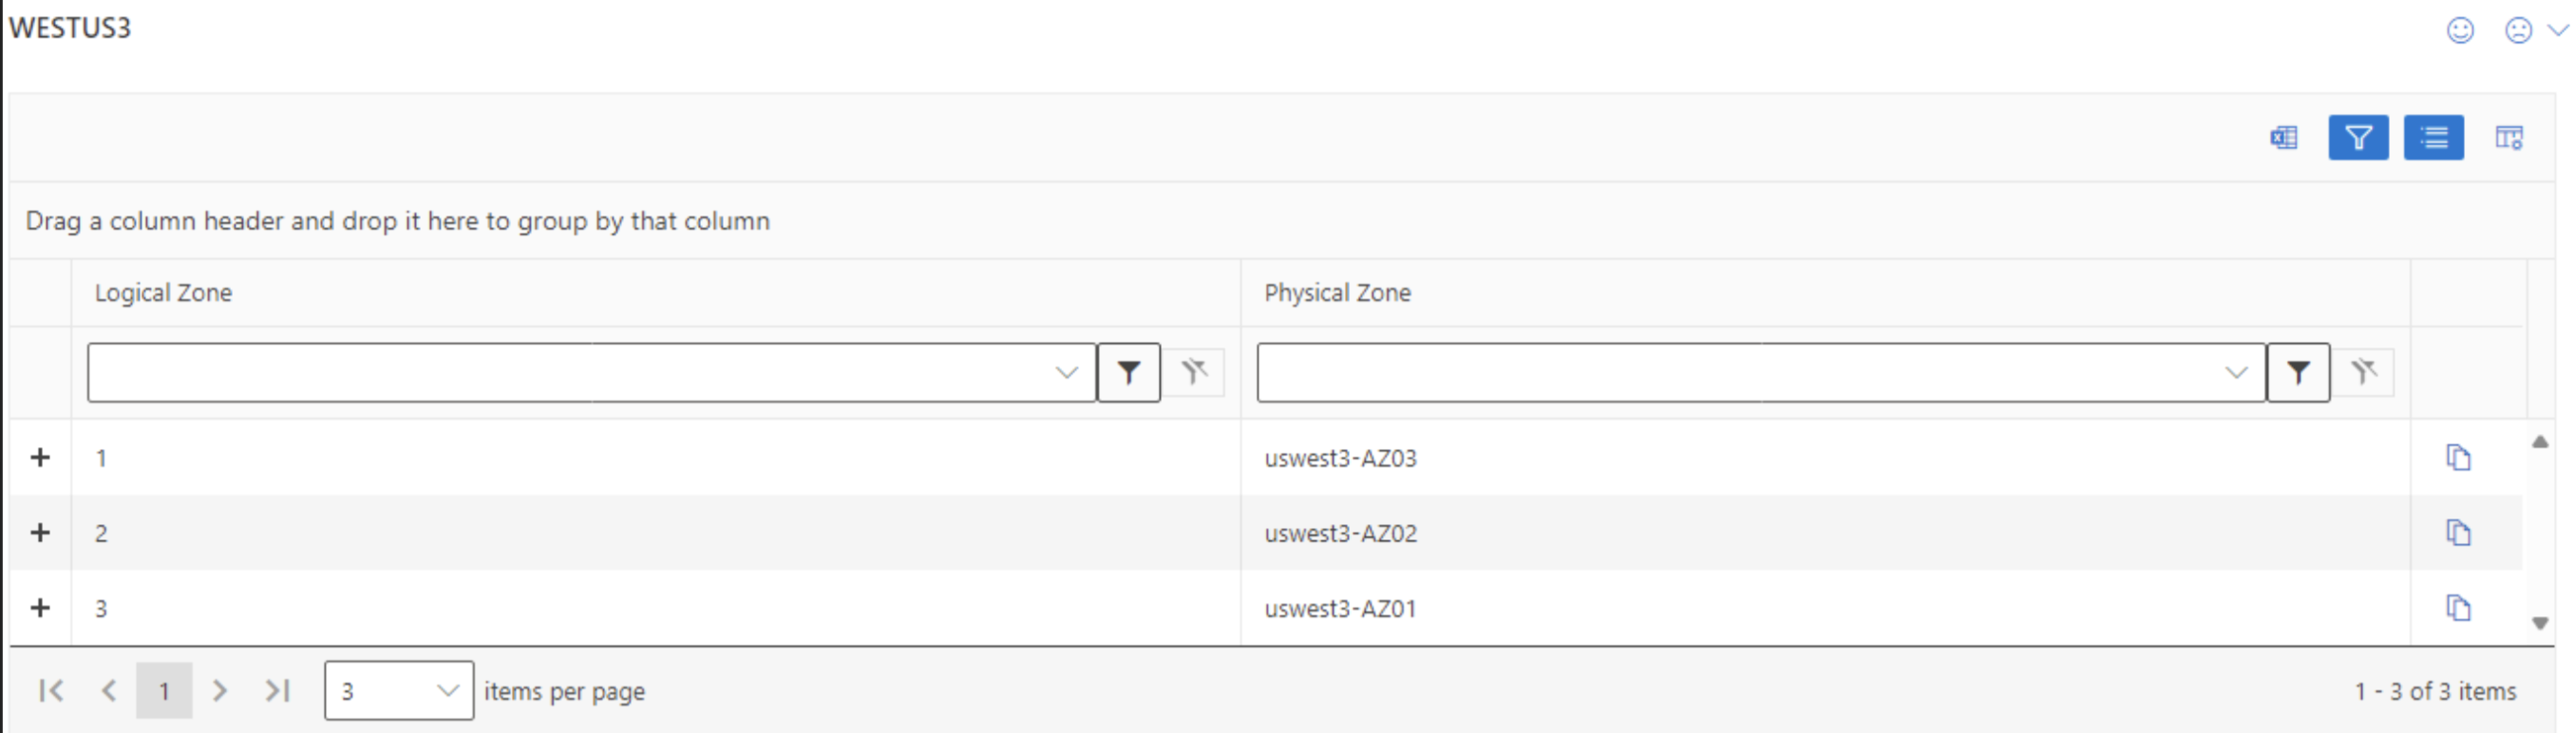 WESTUS3
Drag a column header and drop it here to group by that column
Logical Zone Physical Zone
1 uswest3-AZ03
2 uswest3-AZ02
3 uswest3-AZ01
1 3 items per page 1 - 3 of 3 items